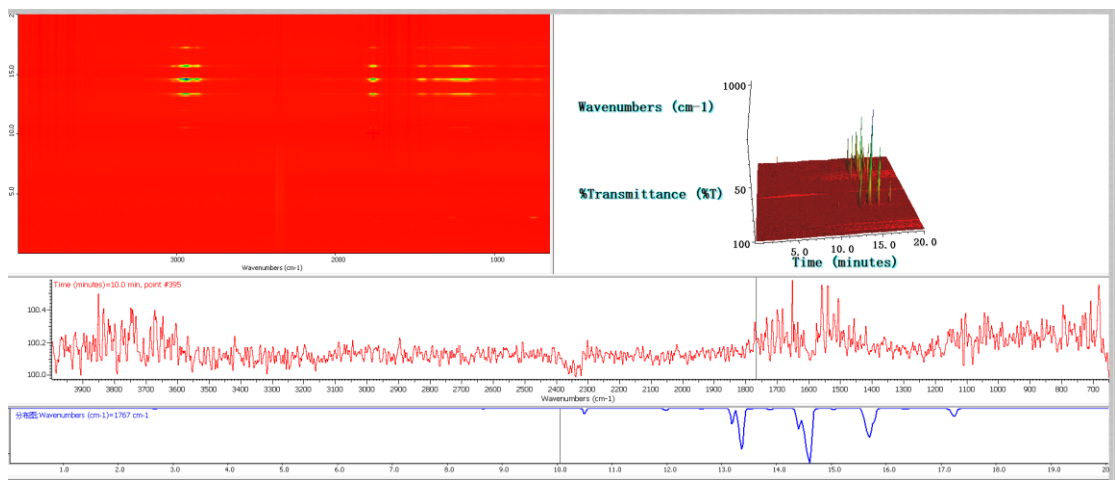 2
15.0
10.0
5.0
3000
2000
1000
Wavenumbers (cm-1)
1000
Wavenumbers (cm-1)
%Transmittance (%T)
50
100
5.0
10.0
15.0
20.0
Time (minutes)
Time (minutes)=10.0 min, point #395
100.4
100.2
100.0
3900 3800 3700 3600 3500 3400 3300 3200 3100 3000 2900 2800 2700 2600 2500 2400 2300 2200 2100 2000 1900 1800 1700 1600 1500 1400 1300 1200 1100 1000 900 800 700
Wavenumbers (cm-1)
分布图;Wavenumbers (cm-1)=1767 cm-1
1.0 2.0 3.0 4.0 5.0 6.0 7.0 8.0 9.0 10.0 11.0 12.0 13.0 14.0 15.0 16.0 17.0 18.0 19.0 20